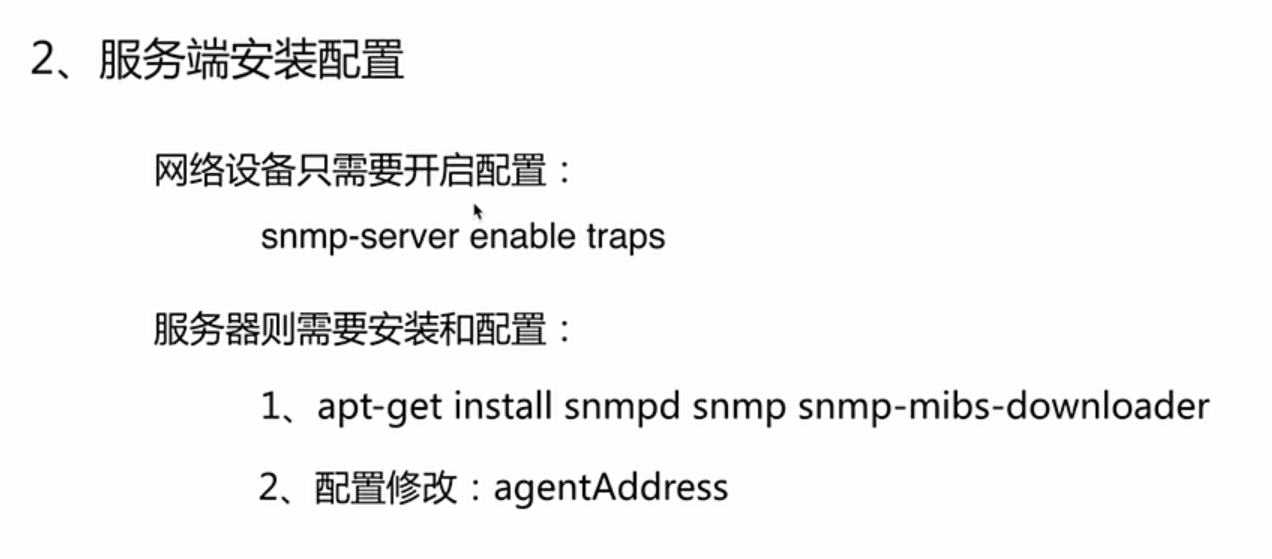 2、服务端安装配置
网络设备只需要开启配置：
snmp-server enable traps
服务器则需要安装和配置：
1、apt-get install snmpd snmp snmp-mibs-downloader
2、配置修改：agentAddress